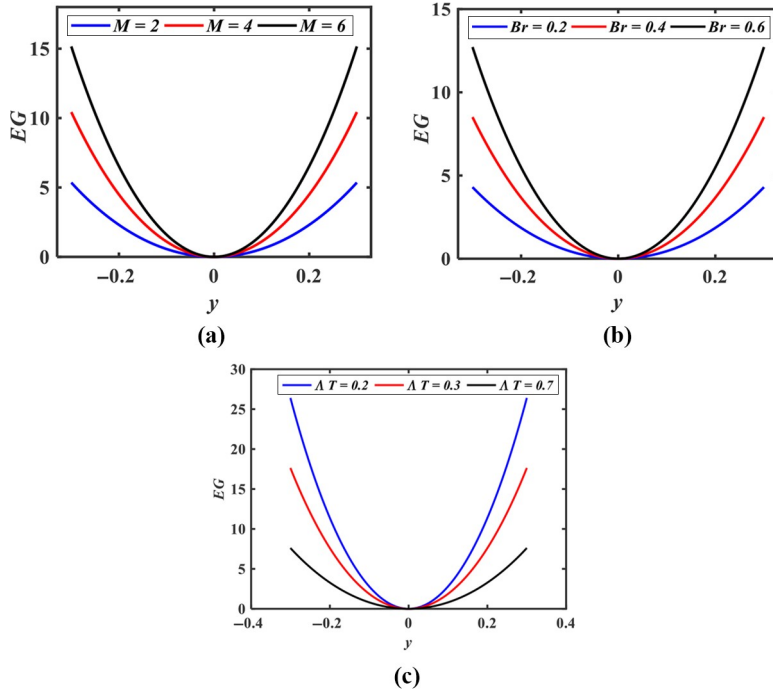 M = 2 M = 4 M = 6
15
10
5
0
EG
−0.2 0 0.2
y
(a)
Br = 0.2 Br = 0.4 Br = 0.6
15
10
5
0
EG
−0.2 0 0.2
y
(b)
Λ T = 0.2 Λ T = 0.3 Λ T = 0.7
30
25
20
15
10
5
0
EG
−0.4 −0.2 0 0.2 0.4
y
(c)